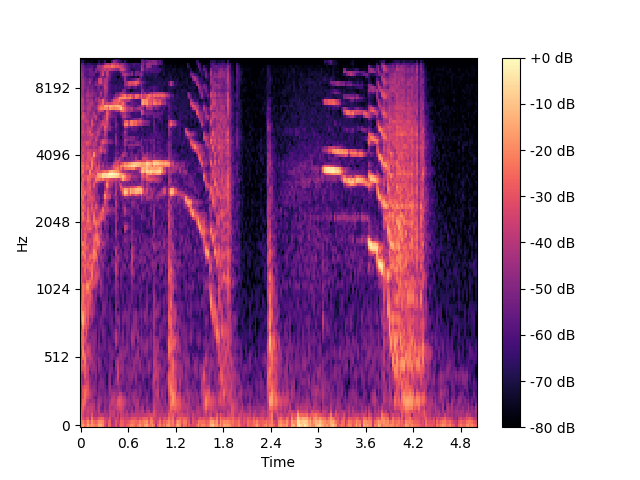 Hz
8192
4096
2048
1024
512
0
0 0.6 1.2 1.8 2.4 3 3.6 4.2 4.8
Time
+0 dB
-10 dB
-20 dB
-30 dB
-40 dB
-50 dB
-60 dB
-70 dB
-80 dB